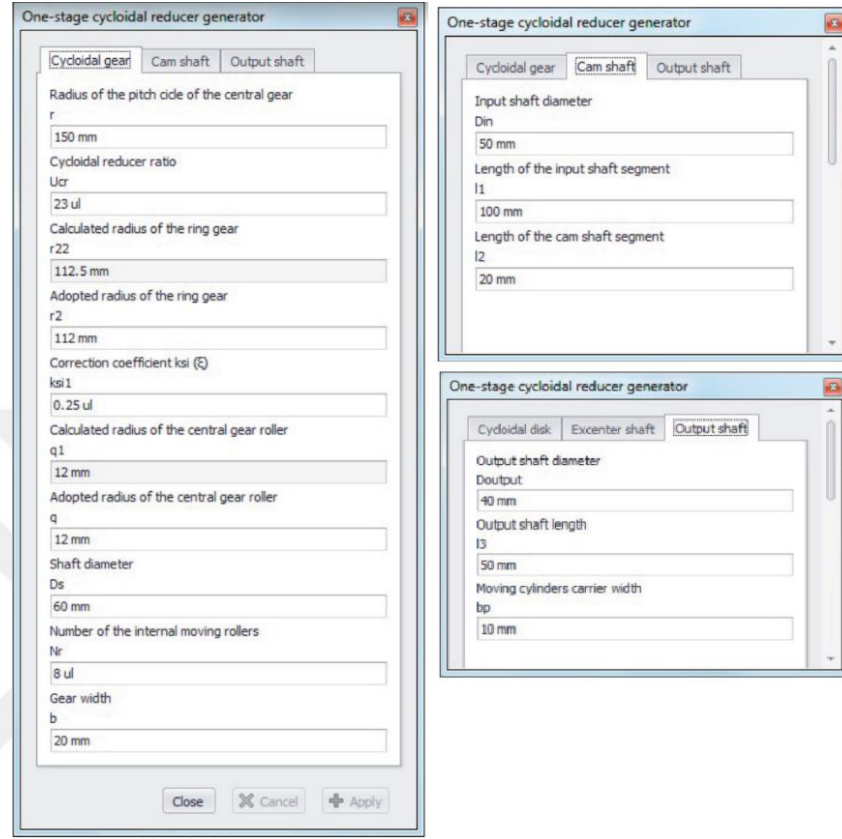 One-stage cycloidal reducer generator
Cycloidal gear Cam shaft Output shaft
Radius of the pitch cicle of the central gear
r
150 mm
Cycloidal reducer ratio
Ucr
23 ul
Calculated radius of the ring gear
r22
112.5 mm
Adopted radius of the ring gear
r2
112 mm
Correction coefficient ksi (ξ)
ksi1
0.25 ul
Calculated radius of the central gear roller
q1
12 mm
Adopted radius of the central gear roller
q
12 mm
Shaft diameter
Ds
60 mm
Number of the internal moving rollers
Nr
8 ul
Gear width
b
20 mm
Close Cancel Apply
One-stage cycloidal reducer generator
Cycloidal gear Cam shaft Output shaft
Input shaft diameter
Din
50 mm
Length of the input shaft segment
l1
100 mm
Length of the cam shaft segment
l2
20 mm
One-stage cycloidal reducer generator
Cycloidal disk Excenter shaft Output shaft
Output shaft diameter
Doutput
40 mm
Output shaft length
l3
50 mm
Moving cylinders carrier width
bp
10 mm